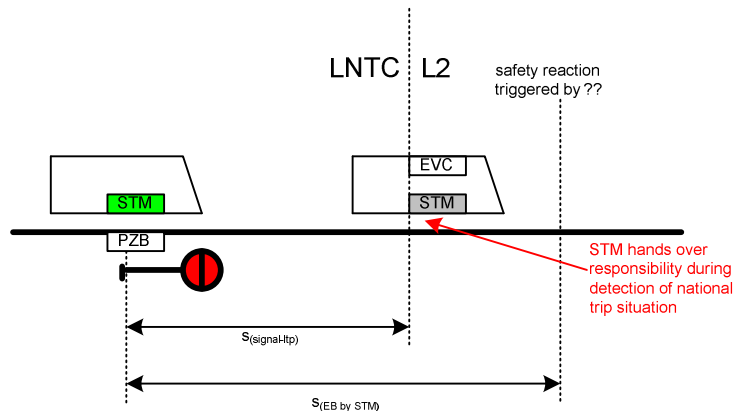 LNTC L2
safety reaction
triggered by ??
EVC
STM
STM
PZB
STM hands over
responsibility during
detection of national
trip situation
s(signal-ltp)
s(EB by STM)